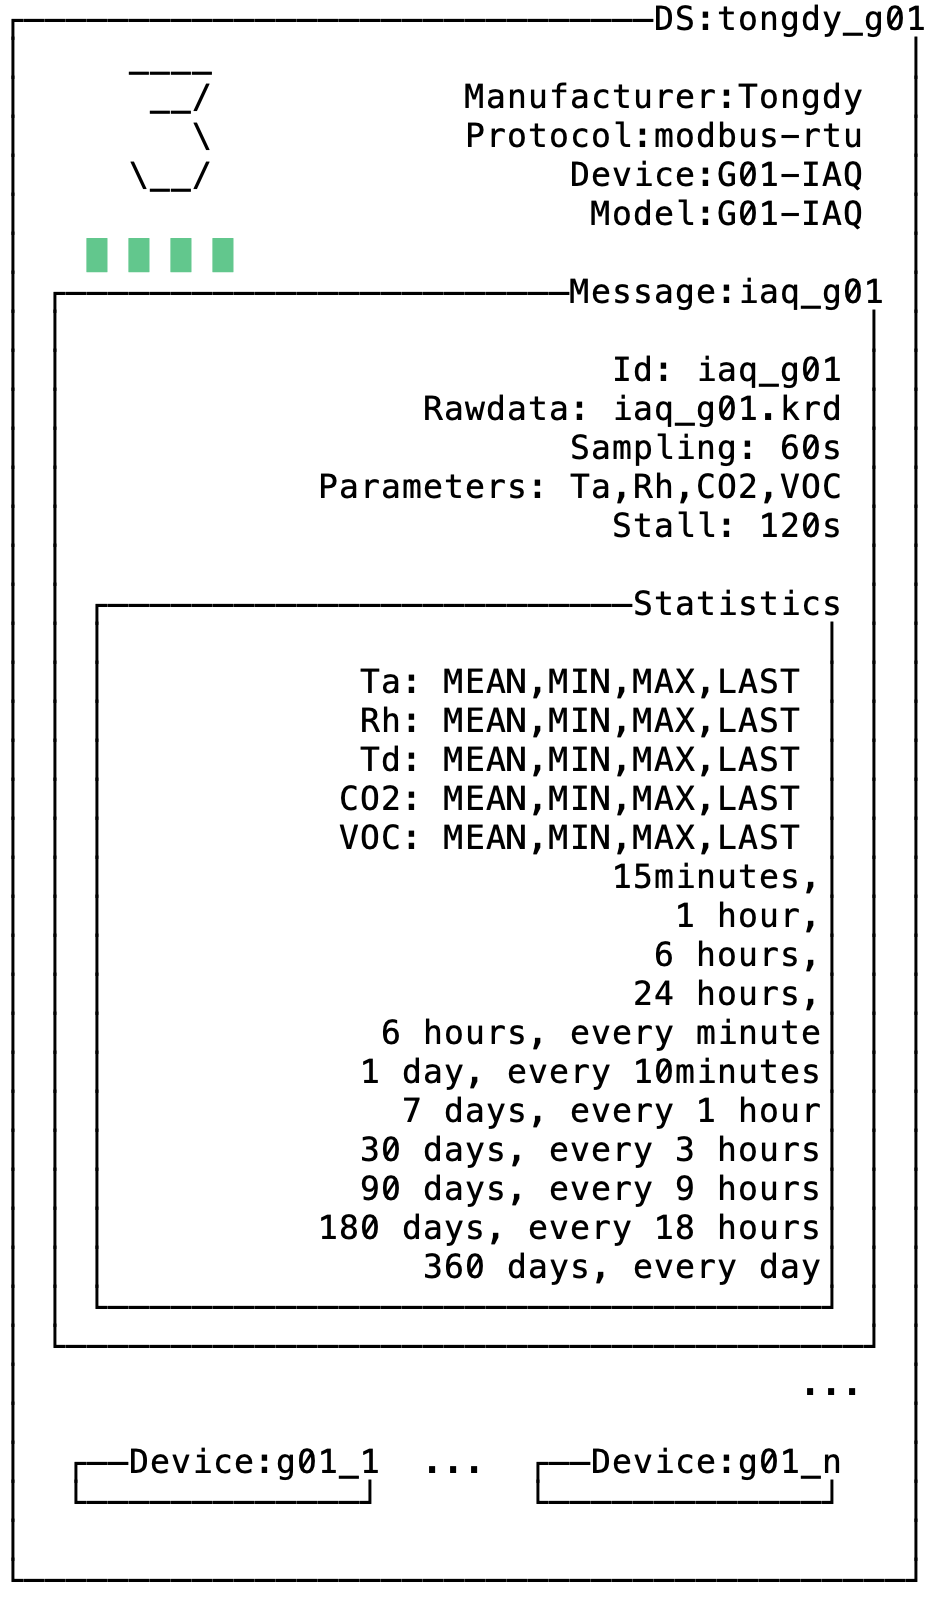 DS:tongdy_g01
3
Manufacturer:Tongdy
Protocol:modbus-rtu
Device:G01-IAQ
Model:G01-IAQ
Message:iaq_g01
Id: iaq_g01
Rawdata: iaq_g01.krd
Sampling: 60s
Parameters: Ta,Rh,CO2,VOC
Stall: 120s
Statistics
Ta: MEAN,MIN,MAX,LAST
Rh: MEAN,MIN,MAX,LAST
Td: MEAN,MIN,MAX,LAST
CO2: MEAN,MIN,MAX,LAST
VOC: MEAN,MIN,MAX,LAST
15minutes,
1 hour,
6 hours,
24 hours,
6 hours, every minute
1 day, every 10minutes
7 days, every 1 hour
30 days, every 3 hours
90 days, every 9 hours
180 days, every 18 hours
360 days, every day
...
Device:g01_1 ... Device:g01_n